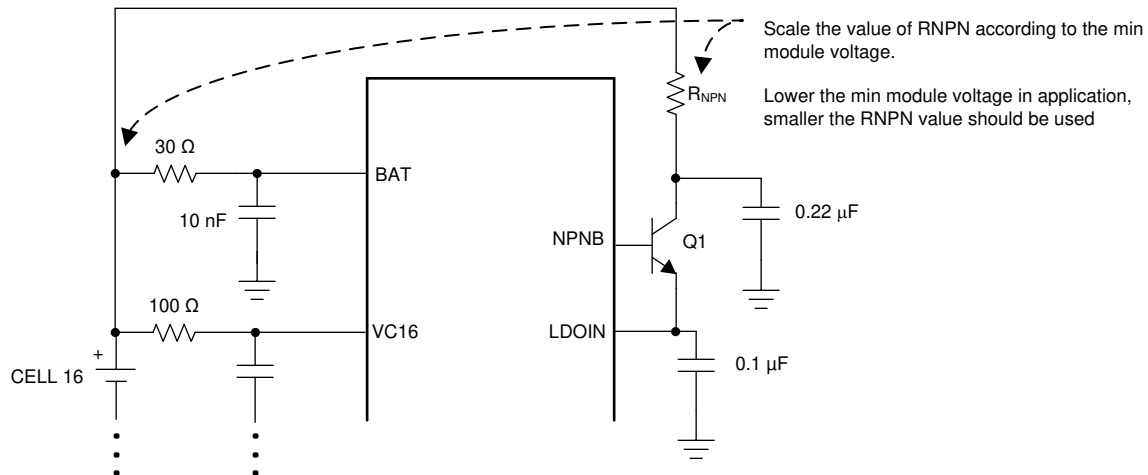 Scale the value of RNPN according to the min
module voltage.
Lower the min module voltage in application,
smaller the RNPN value should be used
RNPN
30 Ω
BAT
10 nF
0.22 µF
NPNB
Q1
100 Ω
VC16
LDOIN
+
CELL 16
0.1 µF